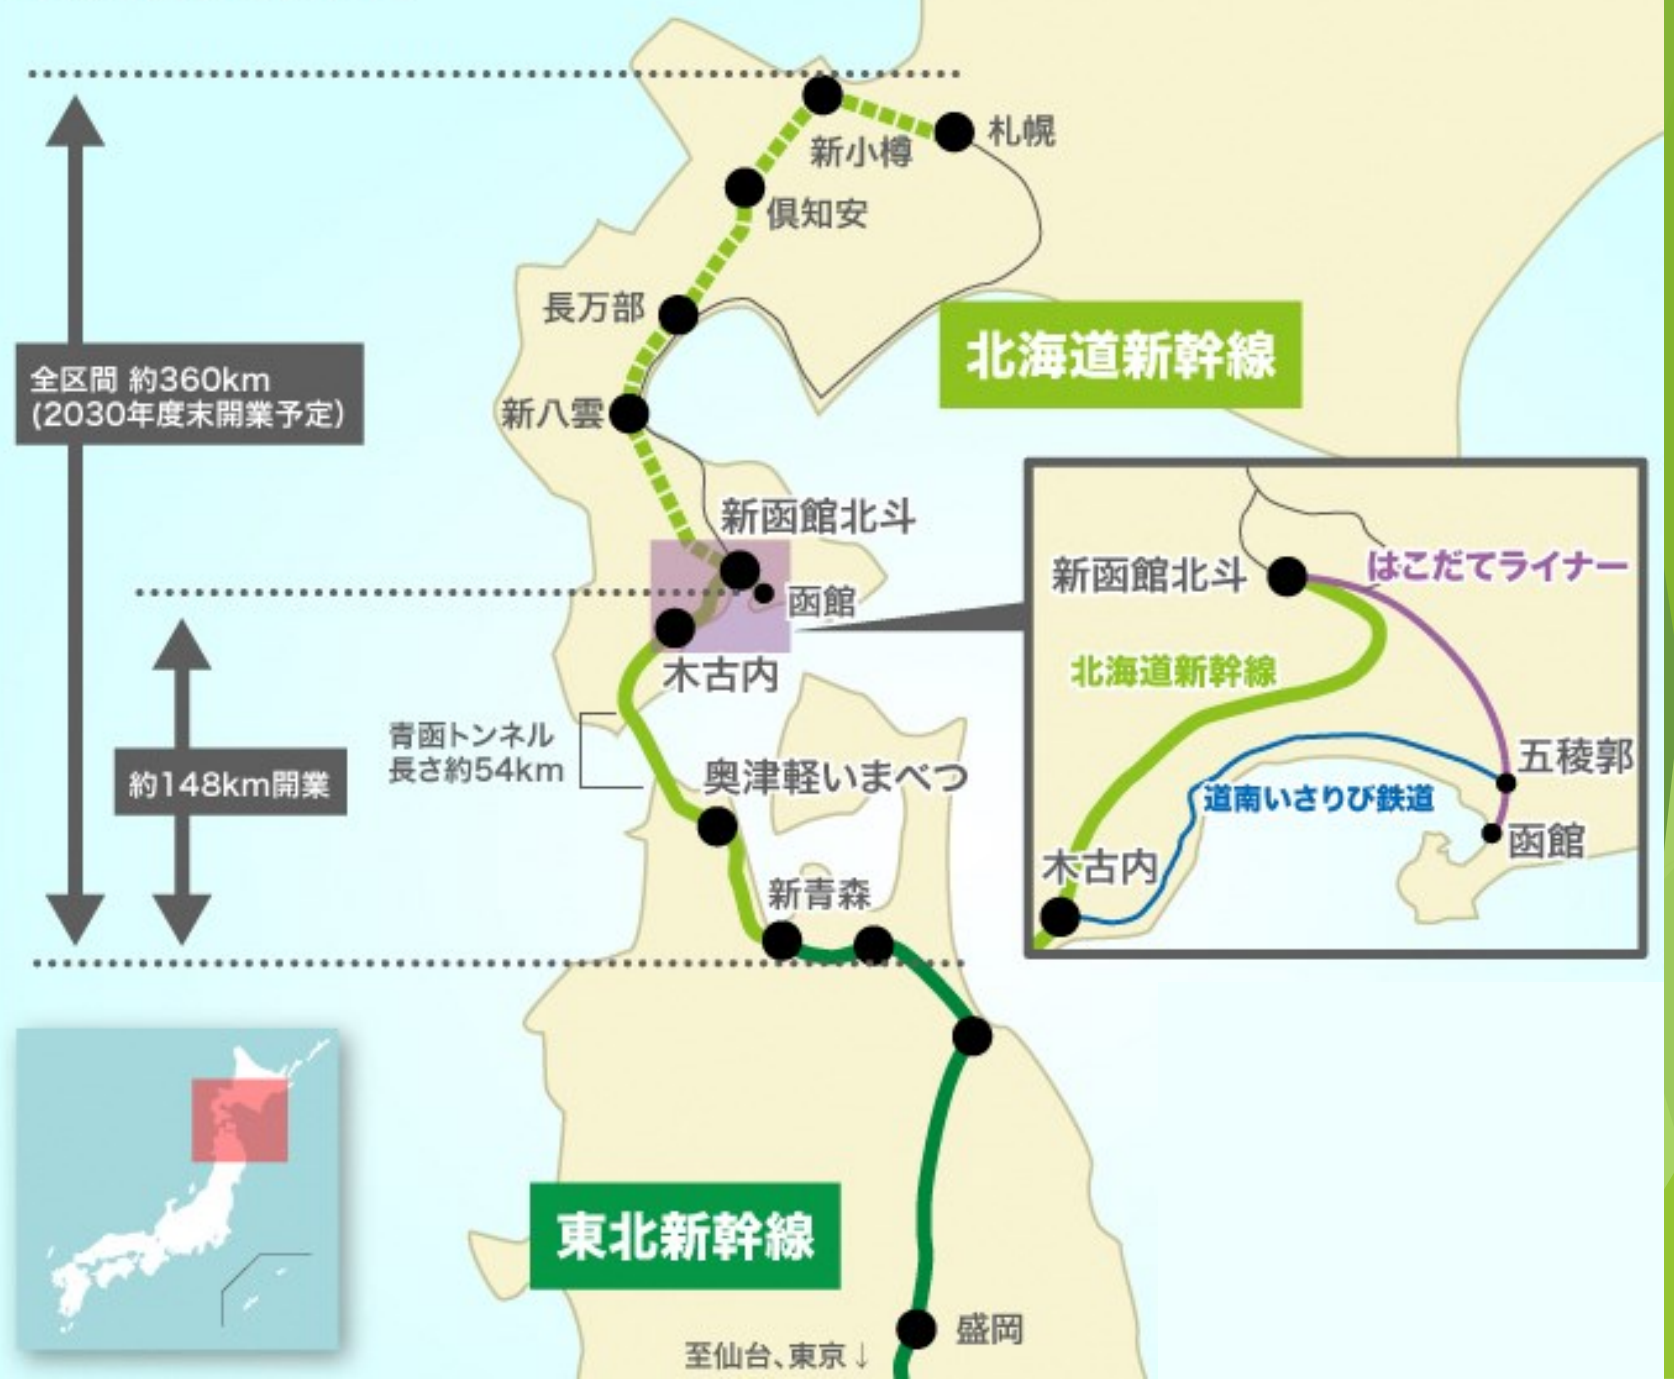 新小樽
札幌
倶知安
長万部
北海道新幹線
全区間 約360km
(2030年度末開業予定)
新八雲
新函館北斗
函館
木古内
約148km開業
青函トンネル
長さ約54km
奥津軽いまべつ
新青森
新函館北斗
はこだてライナー
北海道新幹線
五稜郭
道南いさりび鉄道
函館
木古内
東北新幹線
盛岡
至仙台、東京↓